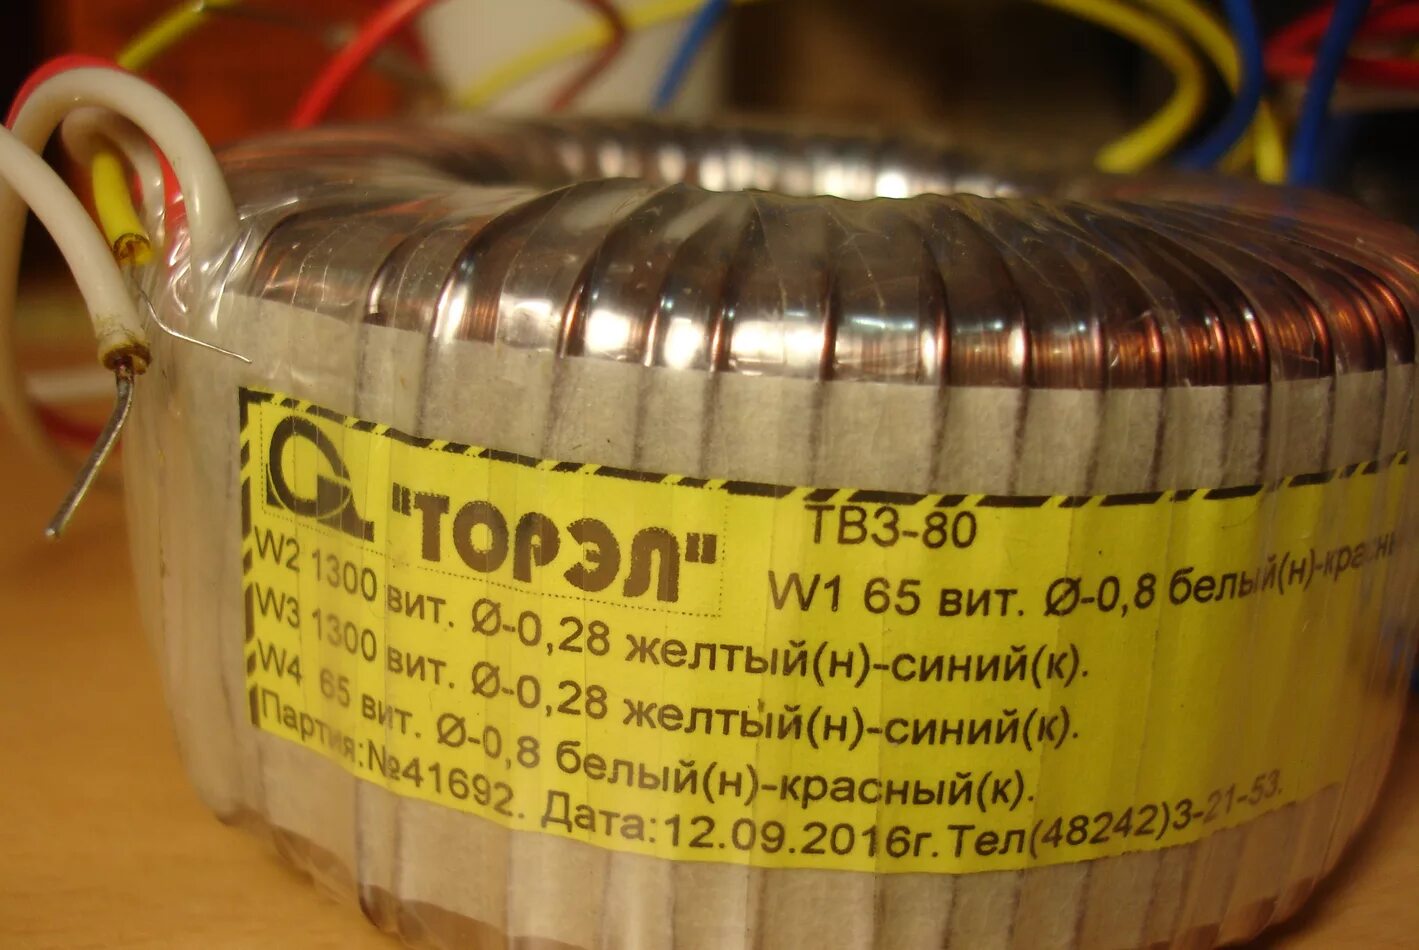 "ТОРЭЛ"
ТВЗ-80
W1 65 вит. Ø-0,8 белый(н)-красн
W2 1300 вит. Ø-0,28 желтый(н)-синий(к).
W3 1300 вит. Ø-0,28 желтый(н)-синий(к).
W4 65 вит. Ø-0,8 белый(н)-красный(к).
Партия:№41692. Дата:12.09.2016г. Тел(48242)3-21-53.